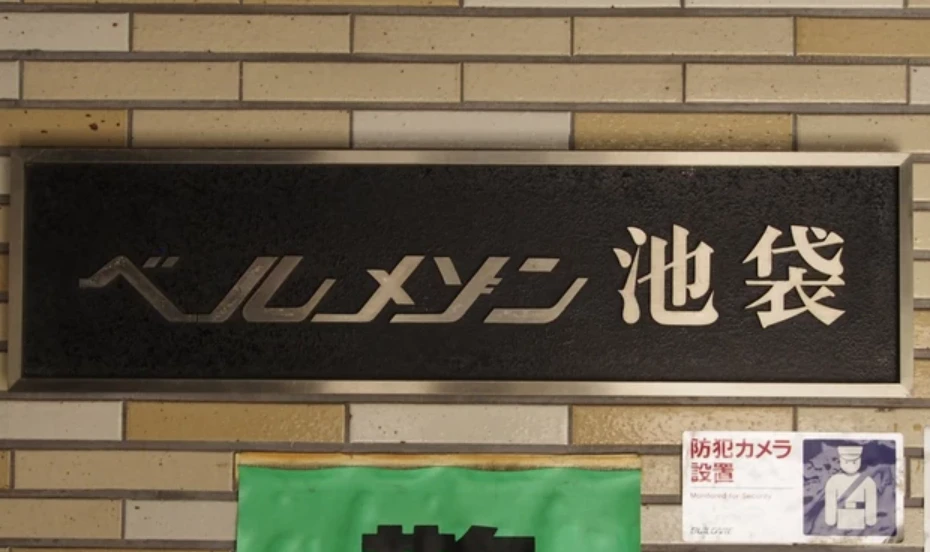 ベルメゾン池袋
防犯カメラ
設置
Monitored for Security